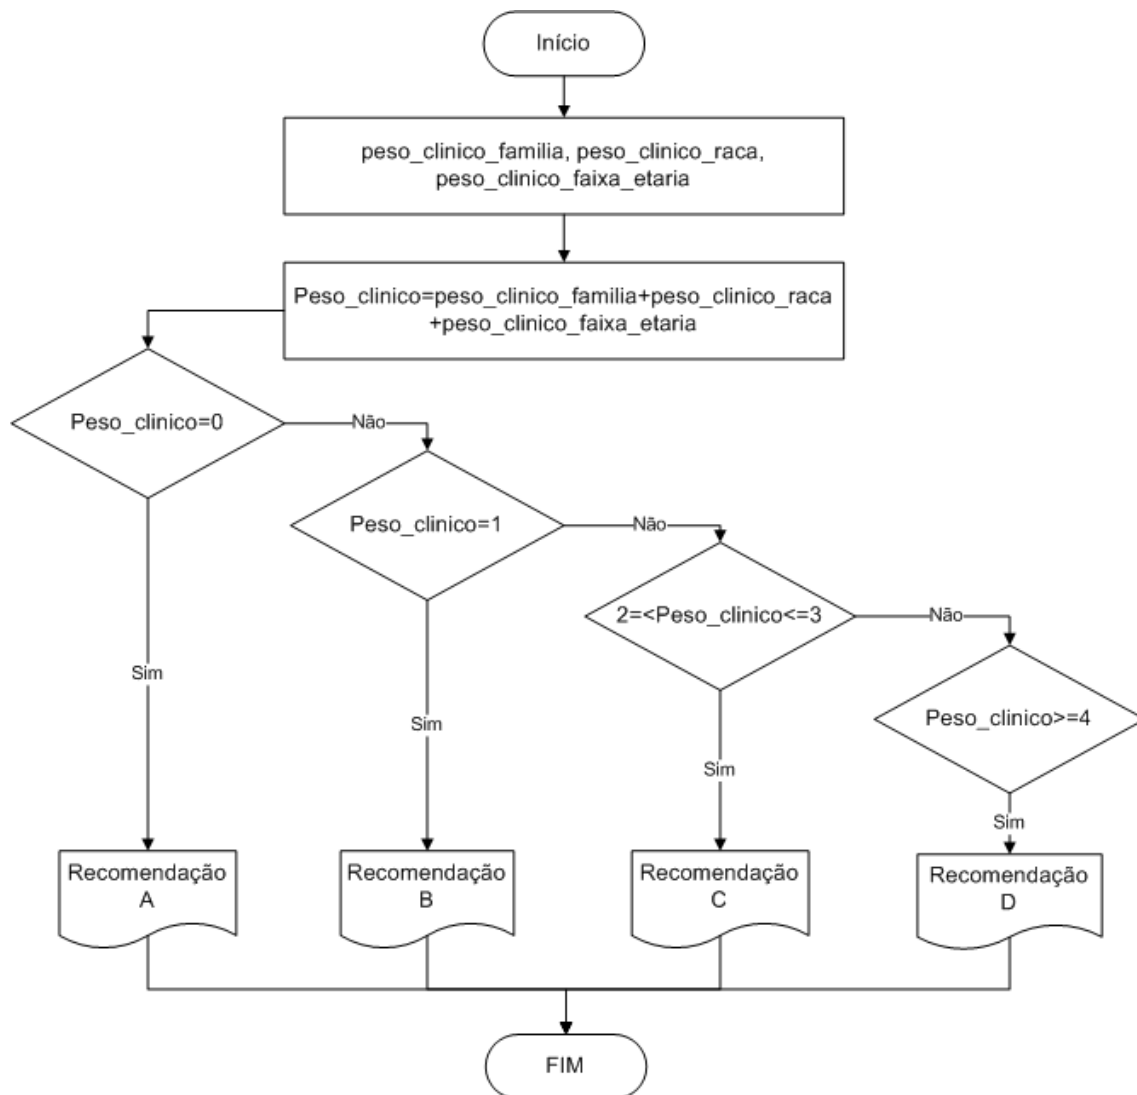 Início
peso_clinico_familia, peso_clinico_raca,
peso_clinico_faixa_etaria
Peso_clinico=peso_clinico_familia+peso_clinico_raca
+peso_clinico_faixa_etaria
Peso_clinico=0
Não
Peso_clinico=1
Não
2=<Peso_clinico<=3
Não
Peso_clinico>=4
Sim
Sim
Sim
Sim
Recomendação
A
Recomendação
B
Recomendação
C
Recomendação
D
FIM